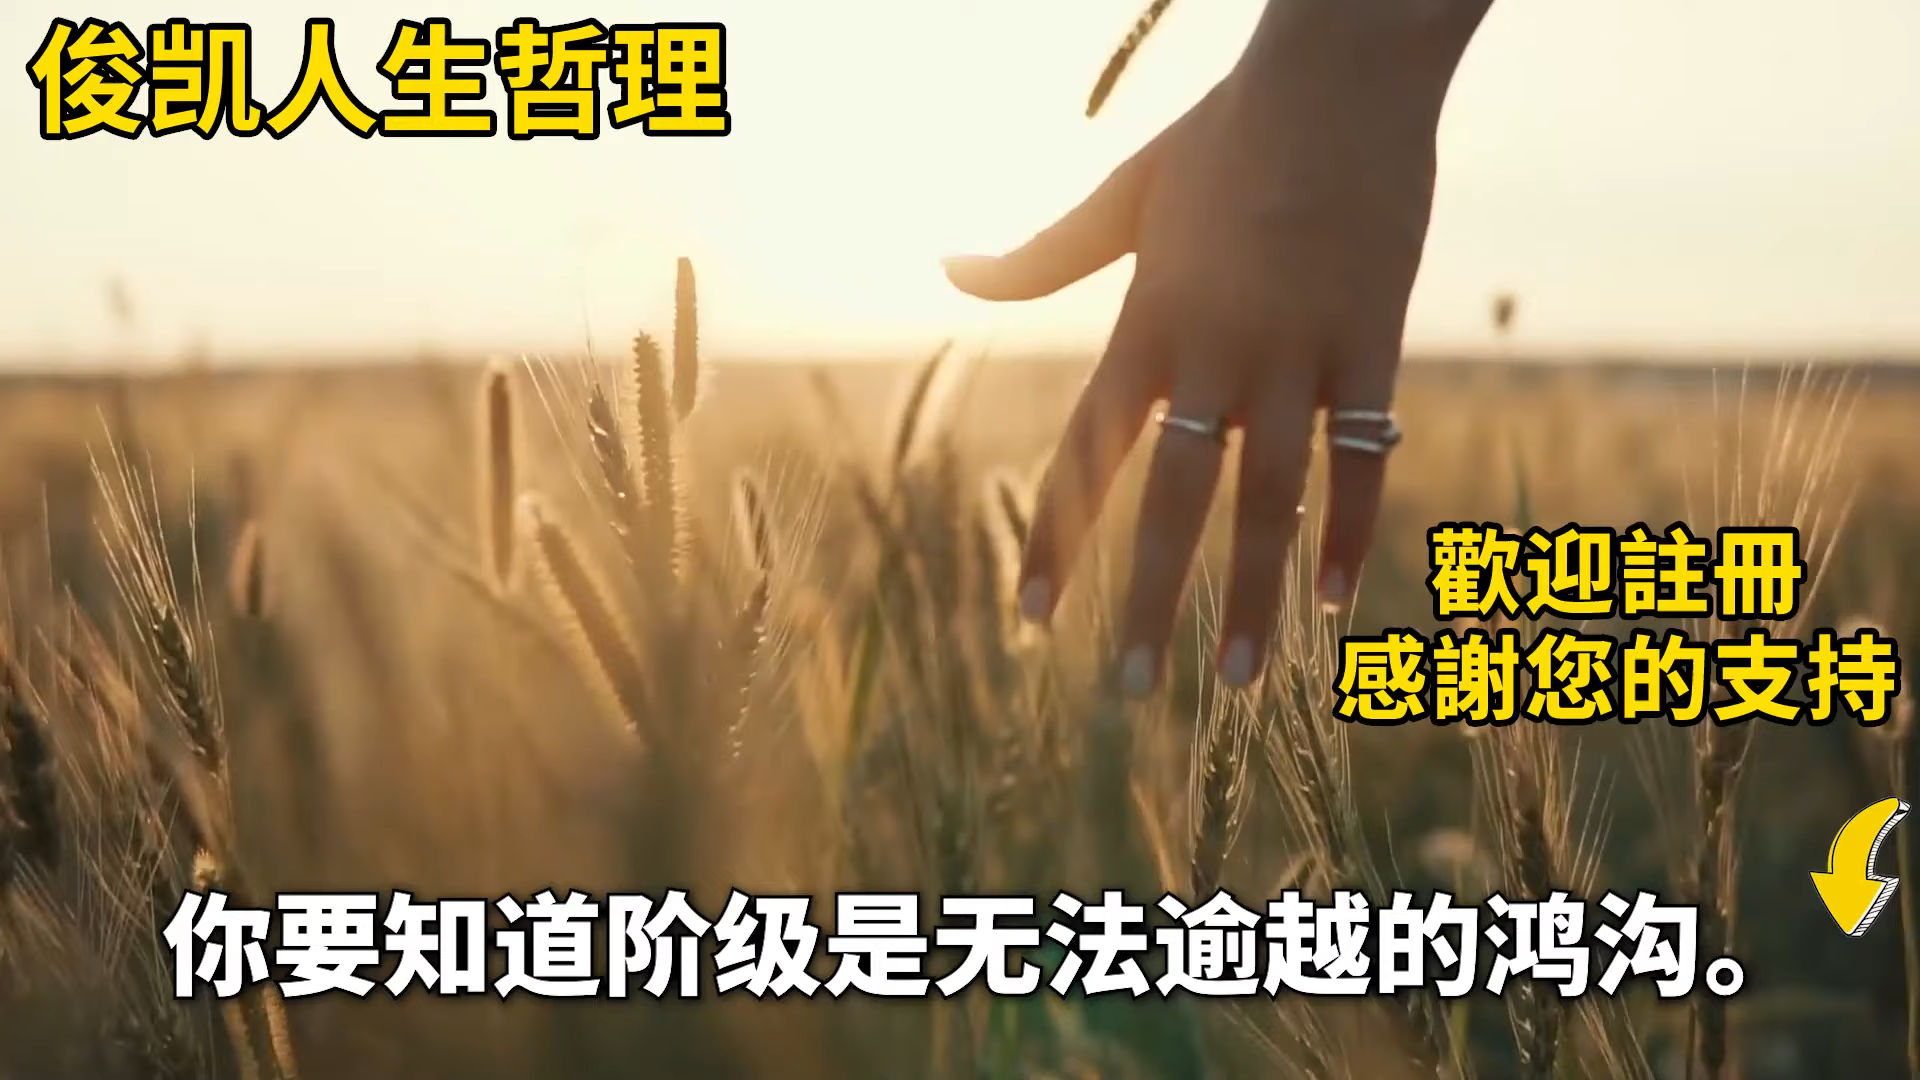 俊凯人生哲理
歡迎註冊
感謝您的支持
你要知道阶级是无法逾越的鸿沟。